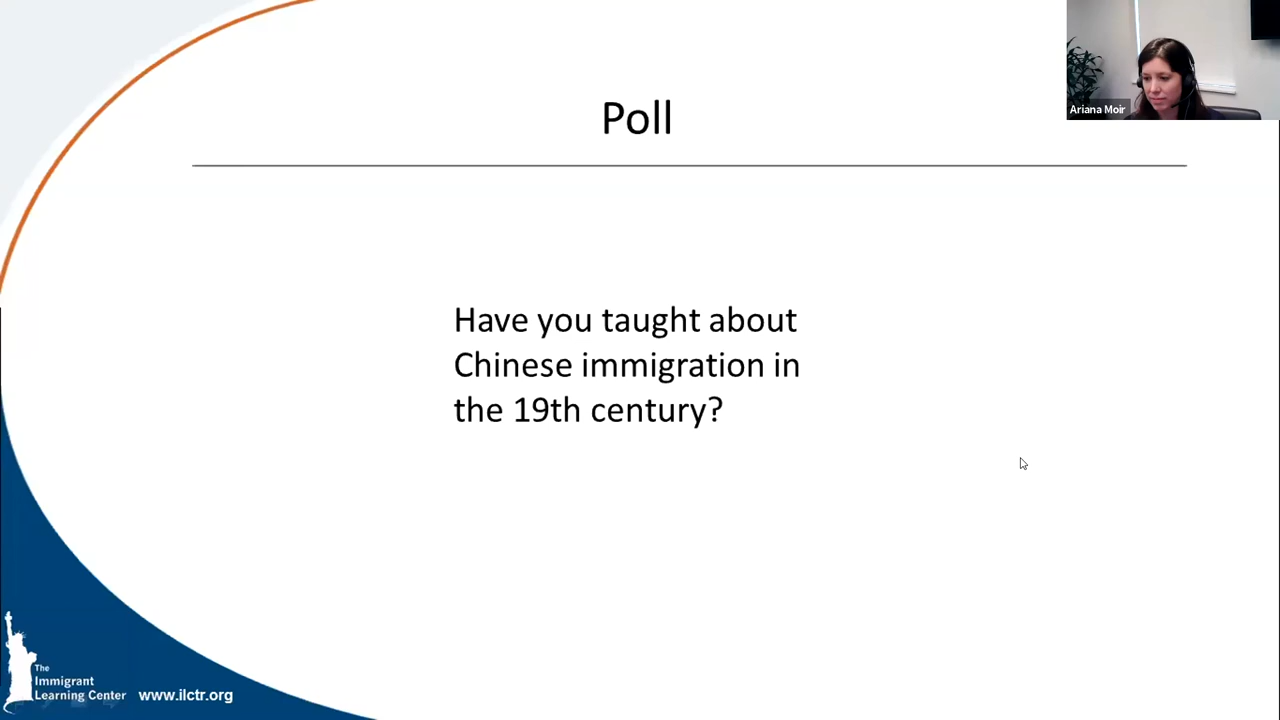 Poll
Ariana Moir
Have you taught about
Chinese immigration in
the 19th century?
The
Immigrant
Learning Center
www.ilctr.org